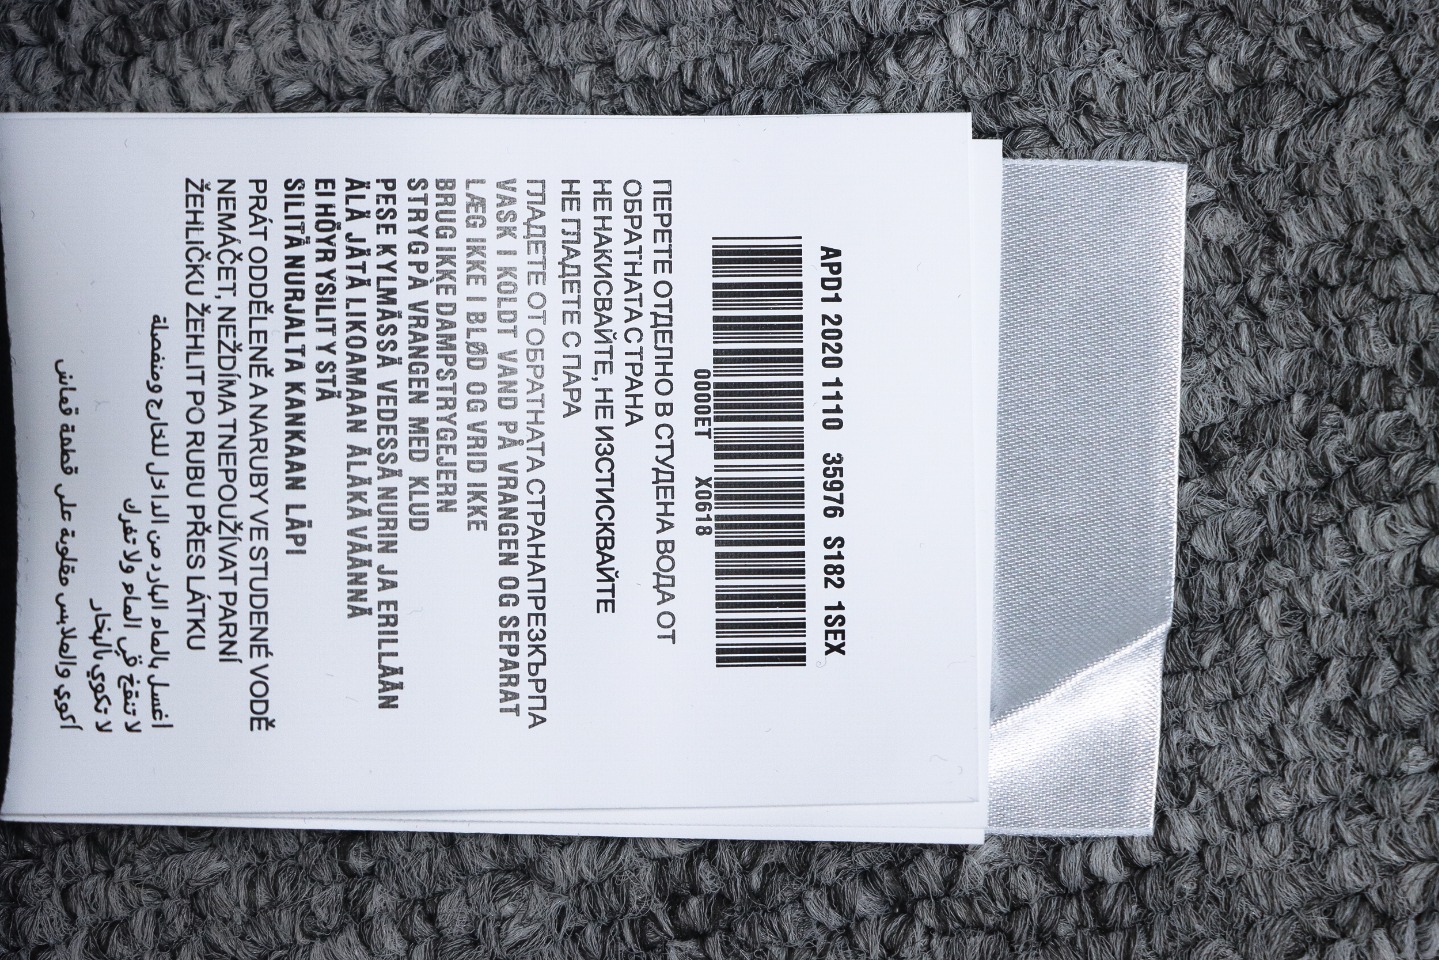 APD1 2020 1110 35976 S182 1SEX
0000ET X0618
ПЕРЕТЕ ОТДЕЛНО В СТУДЕНА ВОДА ОТ
ОБРАТНАТА СТРАНА
НЕ НАКИСВАЙТЕ, НЕ ИЗСТИСКВАЙТЕ
НЕ ГЛАДЕТЕ С ПАРА
ГЛАДЕТЕ ОТ ОБРАТНАТА СТРАНАПРЕЗКЪРПА
VASK I KOLDT VAND PÅ VRANGEN OG SEPARAT
LÆG IKKE I BLØD OG VRID IKKE
BRUG IKKE DAMPSTRYGEJERN
STRYG PÅ VRANGEN MED KLUD
PESE KYLMÄSSÄ VEDESSÄ NURIN JA ERILLÄÄN
ÄLÄ JÄTÄ LIKOAMAAN ÄLÄKÄ VÄÄNNÄ
EI HÖYRYSILITYSTÄ
SILITÄ NURJALTA KANKAAN LÄPI
PRÁT ODDĚLENĚ A NARUBY VE STUDENÉ VODĚ
NEMÁČET, NEŽDÍMA TNEPOUŽÍVAT PARNÍ
ŽEHLIČKU ŽEHLIT PO RUBU PŘES LÁTKU
اغسل بالماء البارد من الداخل للخارج ومنفصلة
لا تنقع في الماء ولا تفرك
لا تكوي بالبخار
اكوي والملابس مقلوبة على قطعة قماش